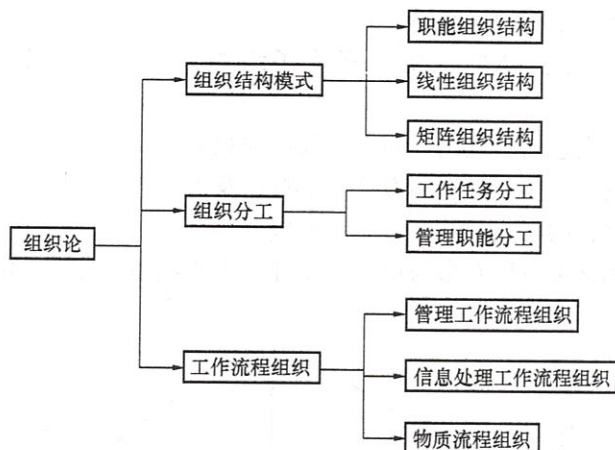 组织论
组织结构模式
职能组织结构
线性组织结构
矩阵组织结构
组织分工
工作任务分工
管理职能分工
工作流程组织
管理工作流程组织
信息处理工作流程组织
物质流程组织